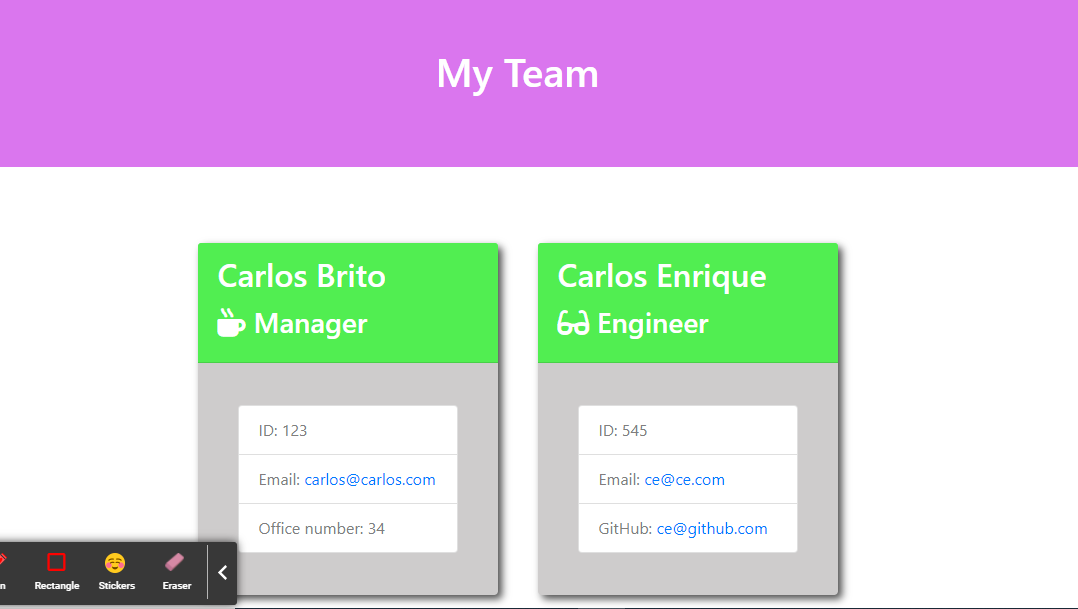 My Team
Carlos Brito
Manager
ID: 123
Email: carlos@carlos.com
Office number: 34
Carlos Enrique
Engineer
ID: 545
Email: ce@ce.com
GitHub: ce@github.com
Rectangle
Stickers
Eraser